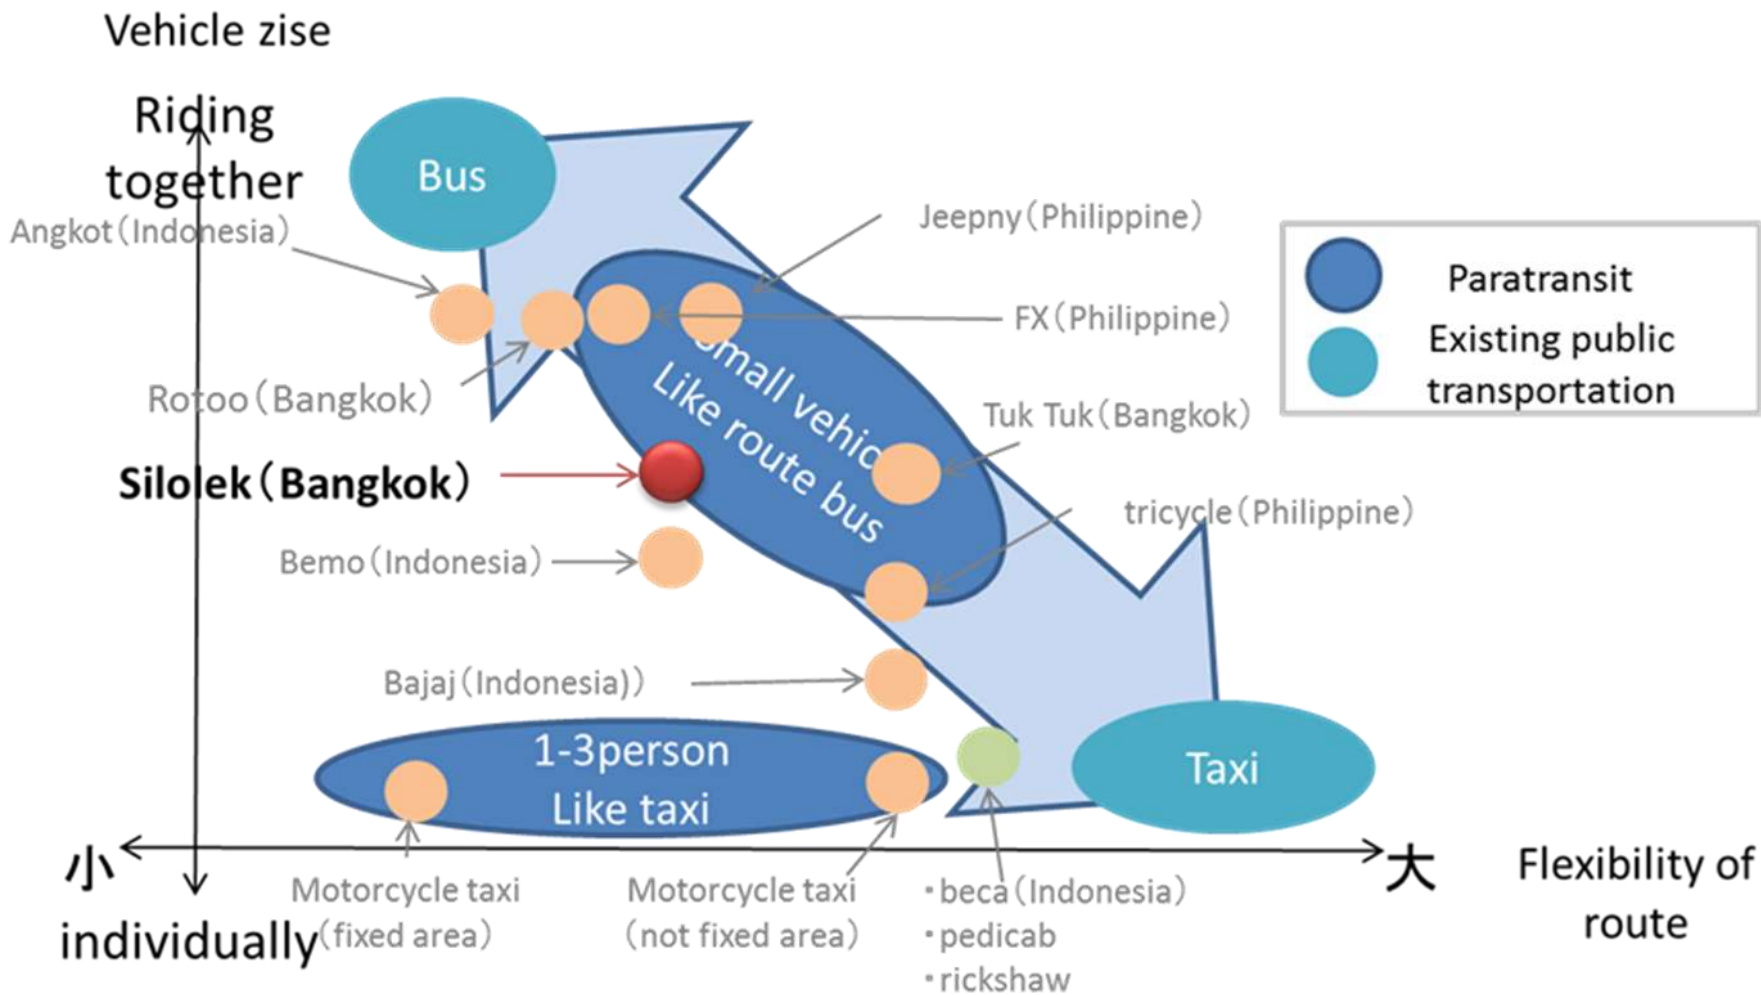 Vehicle zise
Riding
together
Bus
Angkot（Indonesia）
Jeepny（Philippine）
Paratransit
FX（Philippine）
Existing public
transportation
Rotoo（Bangkok）
Small vehic
Like route bus
Tuk Tuk（Bangkok）
Silolek（Bangkok）
tricycle（Philippine）
Bemo（Indonesia）
Bajaj（Indonesia)）
1-3person
Like taxi
Taxi
小
大
Flexibility of
route
individually
Motorcycle taxi
（fixed area）
Motorcycle taxi
（not fixed area）
・beca（Indonesia）
・pedicab
・rickshaw